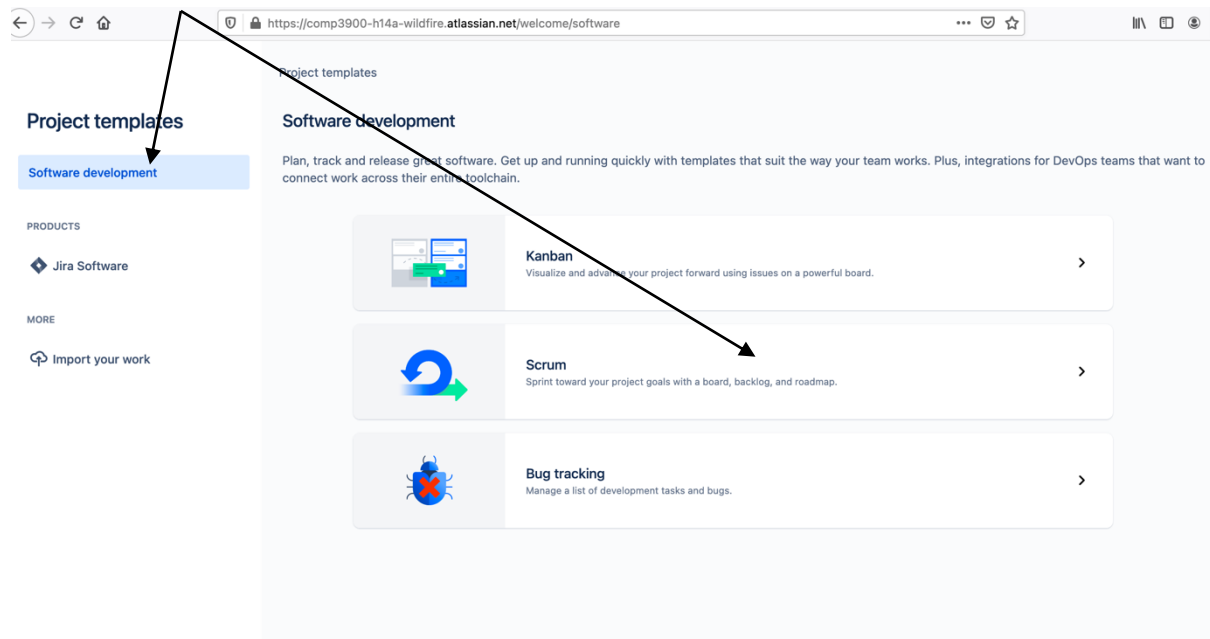 https://comp3900-h14a-wildfire.atlassian.net/welcome/software
Project templates
Project templates
Software development
Software development
Plan, track and release great software. Get up and running quickly with templates that suit the way your team works. Plus, integrations for DevOps teams that want to
connect work across their entire toolchain.
PRODUCTS
Jira Software
MORE
Import your work
Kanban
Visualize and advance your project forward using issues on a powerful board.
Scrum
Sprint toward your project goals with a board, backlog, and roadmap.
Bug tracking
Manage a list of development tasks and bugs.